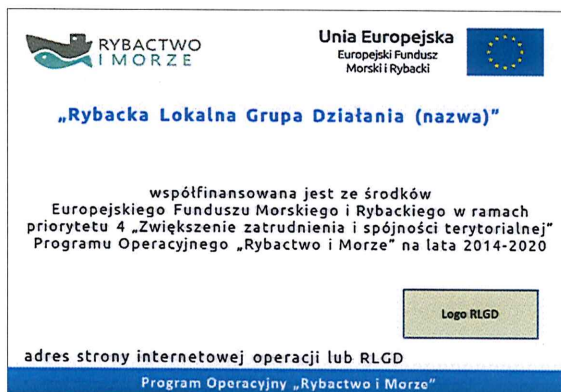 RYBACTWO
I MORZE
Unia Europejska
Europejski Fundusz
Morski i Rybacki
„Rybacka Lokalna Grupa Działania (nazwa)”
współfinansowana jest ze środków
Europejskiego Funduszu Morskiego i Rybackiego w ramach
priorytetu 4 „Zwiększenie zatrudnienia i spójności terytorialnej”
Programu Operacyjnego „Rybactwo i Morze” na lata 2014-2020
Logo RLGD
adres strony internetowej operacji lub RLGD
Program Operacyjny „Rybactwo i Morze”